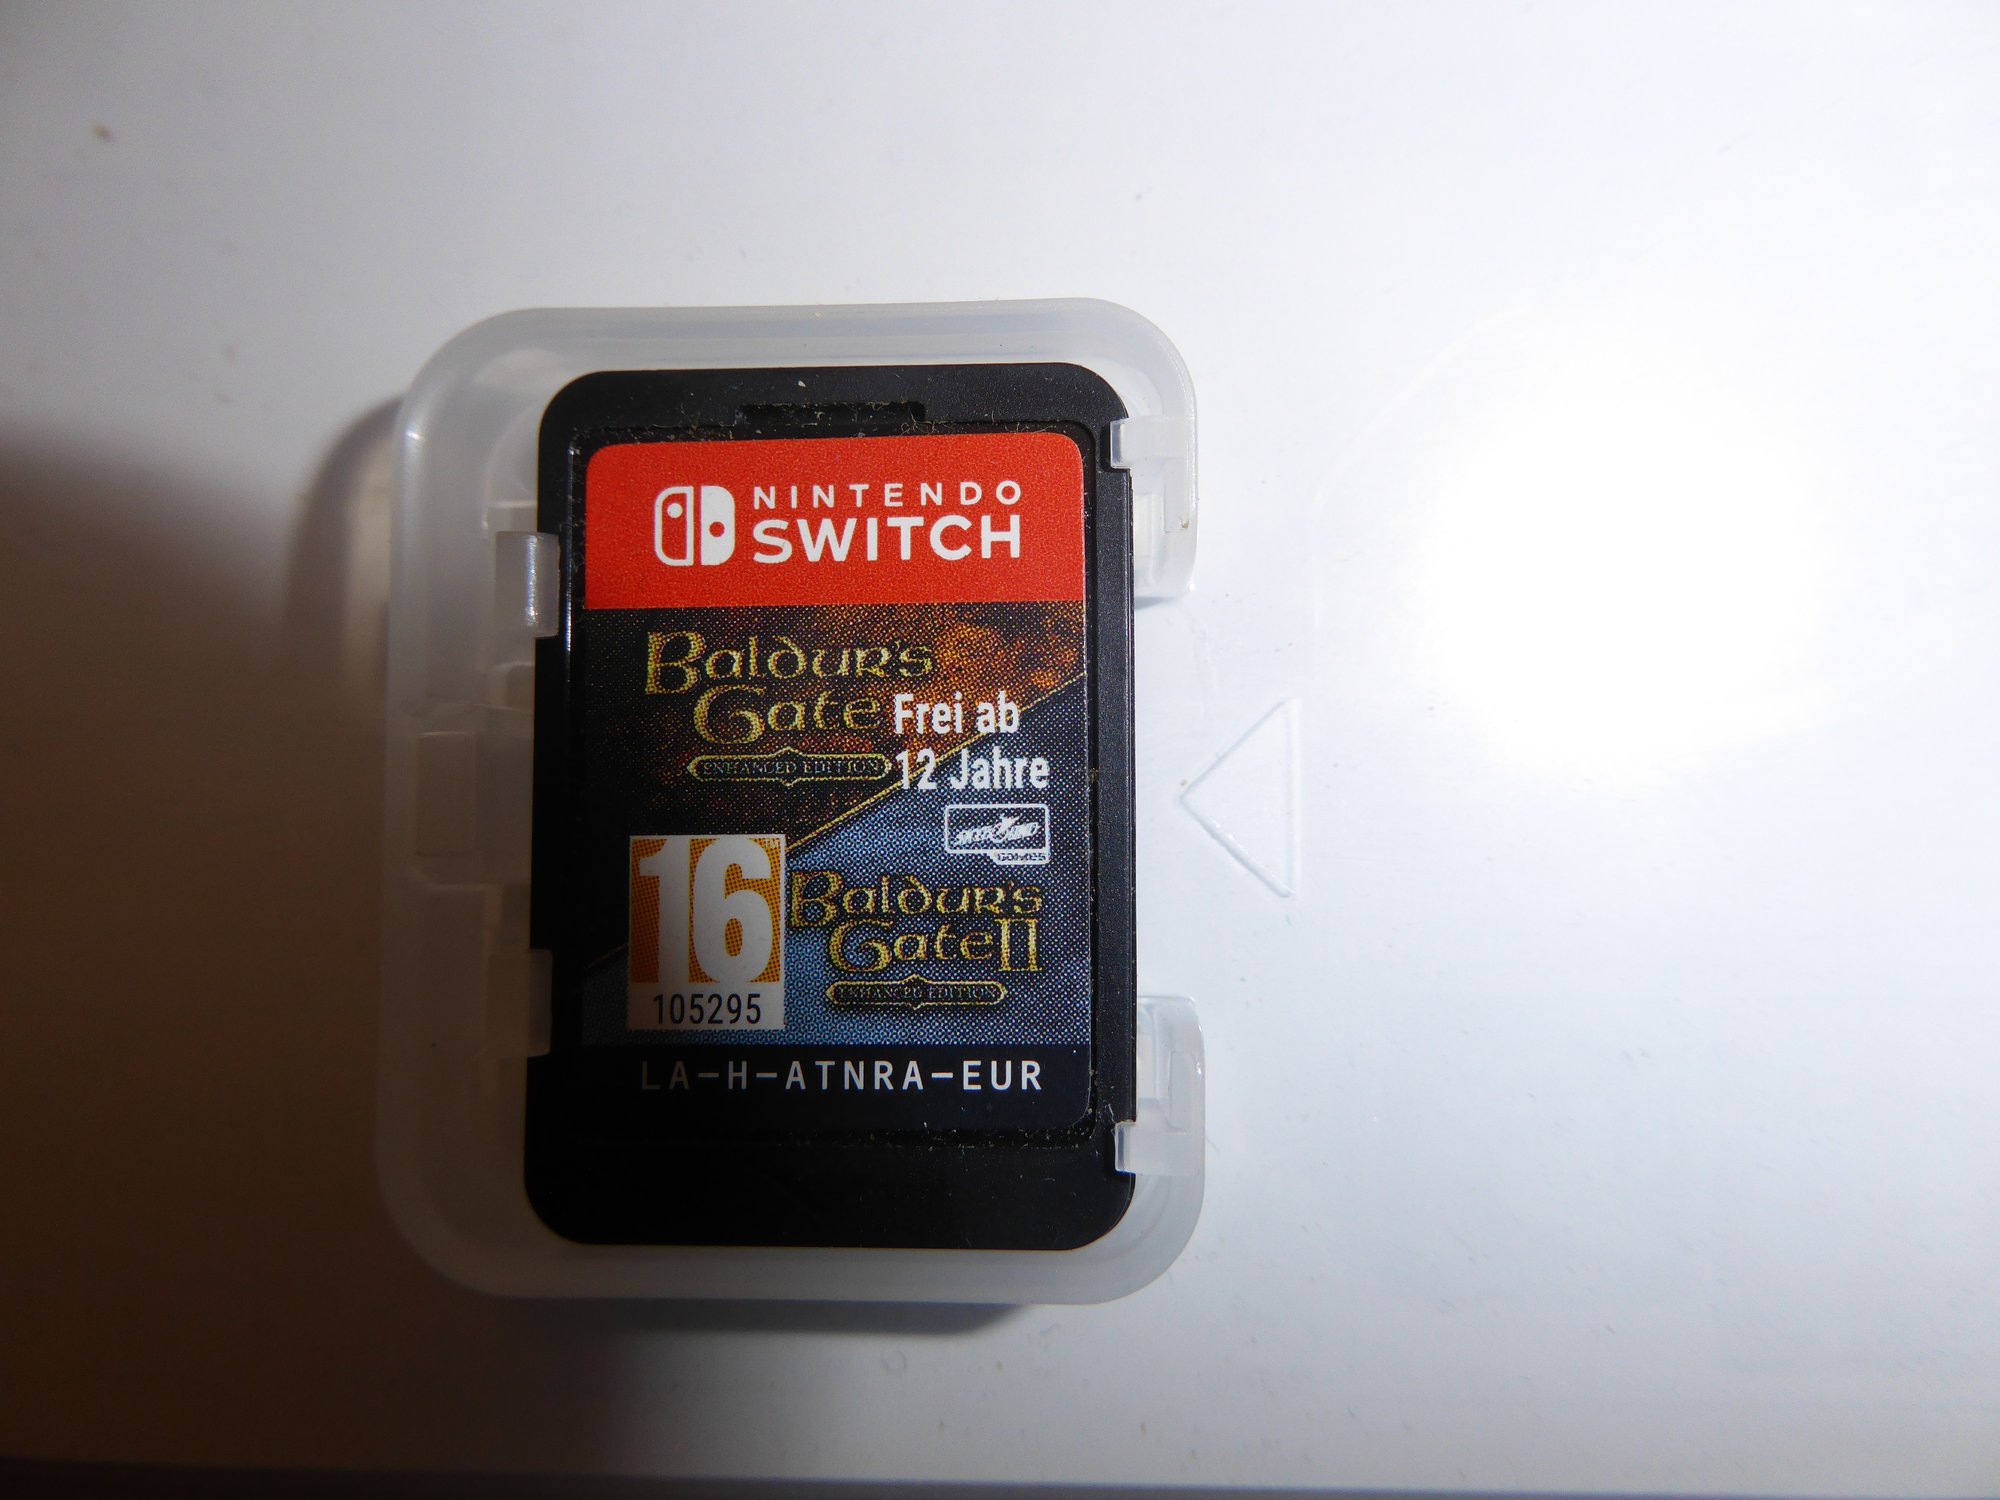 NINTENDO
SWITCH
Baldur's
Gate
ENHANCED EDITION
Frei ab
12 Jahre
GAMES
16
105295
Baldur's
Gate II
ENHANCED EDITION
LA-H-ATNRA-EUR